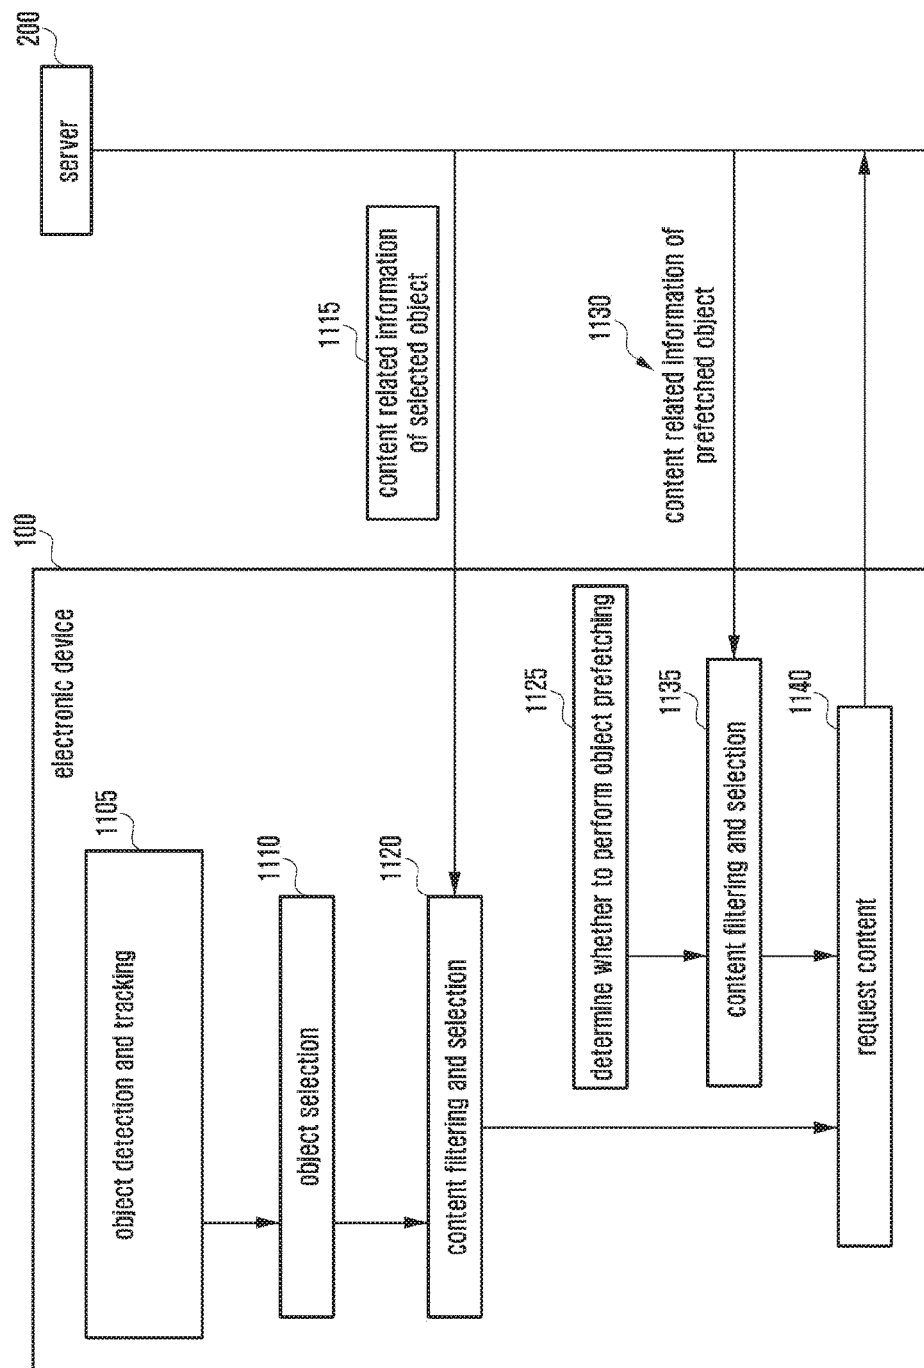 100
electronic device
200
server
1105
object detection and tracking
1110
object selection
1115
content related information
of selected object
1120
content filtering and selection
1125
determine whether to perform object prefetching
1130
content related information of
prefetched object
1135
content filtering and selection
1140
request content